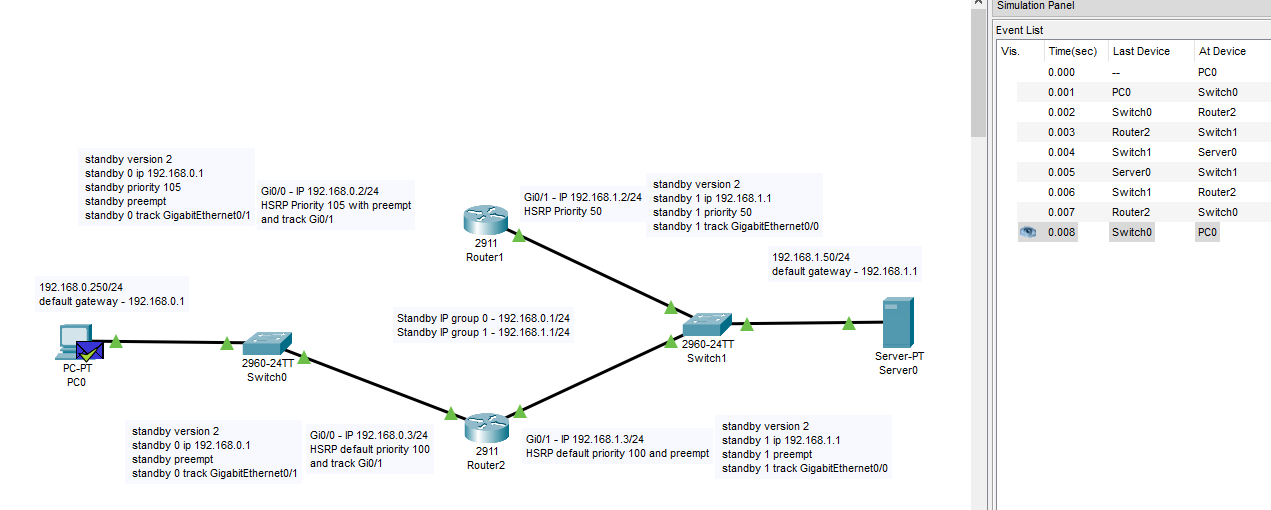 Simulation Panel
Event List
Vis. Time(sec) Last Device At Device
0.000 -- PC0
0.001 PC0 Switch0
0.002 Switch0 Router2
0.003 Router2 Switch1
0.004 Switch1 Server0
0.005 Server0 Switch1
0.006 Switch1 Router2
0.007 Router2 Switch0
0.008 Switch0 PC0
standby version 2
standby 0 ip 192.168.0.1
standby priority 105
standby preempt
standby 0 track GigabitEthernet0/1
Gi0/0 - IP 192.168.0.2/24
HSRP Priority 105 with preempt
and track Gi0/1
2911
Router1
Gi0/1 - IP 192.168.1.2/24
HSRP Priority 50
standby version 2
standby 1 ip 192.168.1.1
standby 1 priority 50
standby 1 track GigabitEthernet0/0
192.168.1.50/24
default gateway - 192.168.1.1
192.168.0.250/24
default gateway - 192.168.0.1
Standby IP group 0 - 192.168.0.1/24
Standby IP group 1 - 192.168.1.1/24
PC-PT
PC0
2960-24TT
Switch0
2960-24TT
Switch1
Server-PT
Server0
standby version 2
standby 0 ip 192.168.0.1
standby preempt
standby 0 track GigabitEthernet0/1
Gi0/0 - IP 192.168.0.3/24
HSRP default priority 100
and track Gi0/1
2911
Router2
Gi0/1 - IP 192.168.1.3/24
HSRP default priority 100 and preempt
standby version 2
standby 1 ip 192.168.1.1
standby 1 preempt
standby 1 track GigabitEthernet0/0